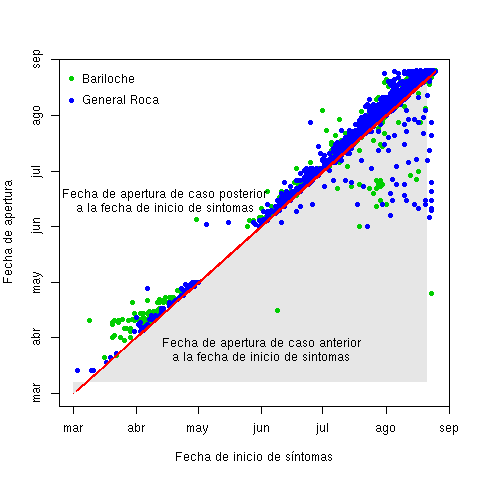 Bariloche
General Roca
Fecha de apertura de caso posterior
a la fecha de inicio de sintomas
Fecha de apertura de caso anterior
a la fecha de inicio de sintomas
Fecha de apertura
sep
ago
jul
jun
may
abr
mar
mar abr may jun jul ago sep
Fecha de inicio de síntomas